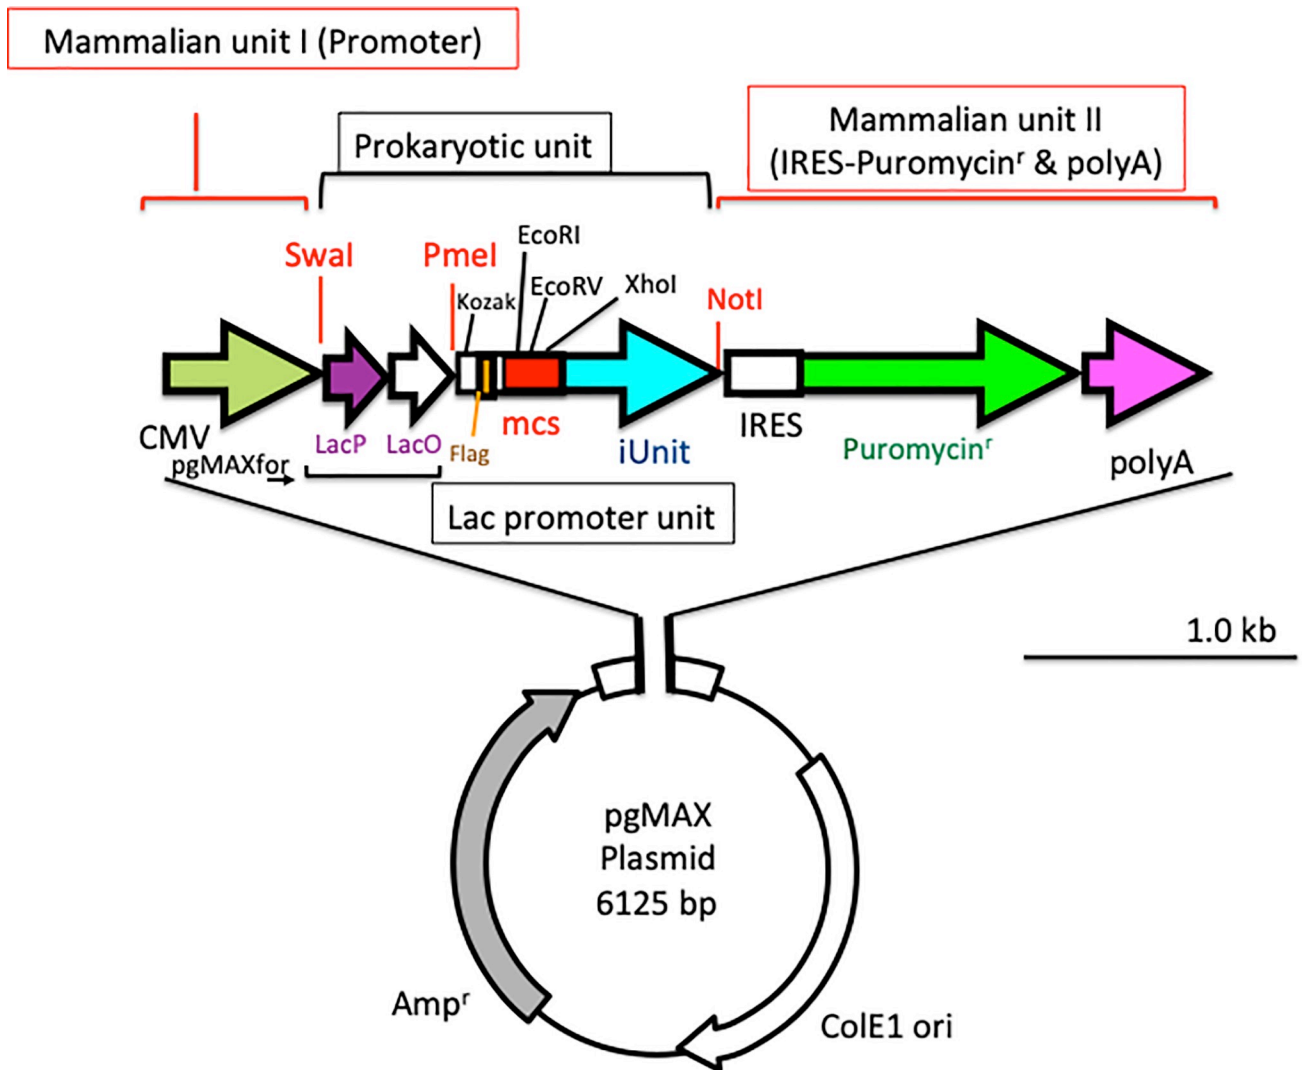 Mammalian unit I (Promoter)
Prokaryotic unit
Mammalian unit II
(IRES-Puromycinʳ & polyA)
SwaI
PmeI
EcoRI
EcoRV
XhoI
Kozak
NotI
CMV
pgMAXfor
LacP
LacO
Flag
mcs
iUnit
IRES
Puromycinʳ
polyA
Lac promoter unit
1.0 kb
pgMAX
Plasmid
6125 bp
Ampʳ
ColE1 ori